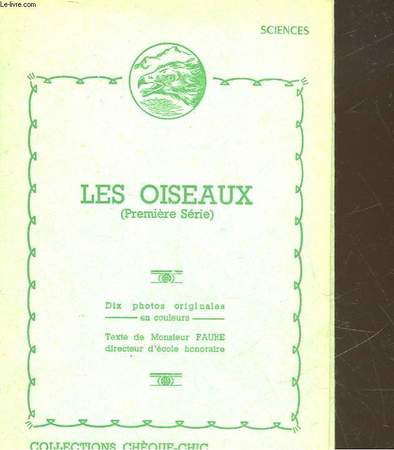 Le-livre.com
SCIENCES
LES OISEAUX
(Première Série)
Dix photos originales
en couleurs
Texte de Monsieur FAURE
directeur d'école honoraire
COLLECTIONS CHÈQUE-CHIC